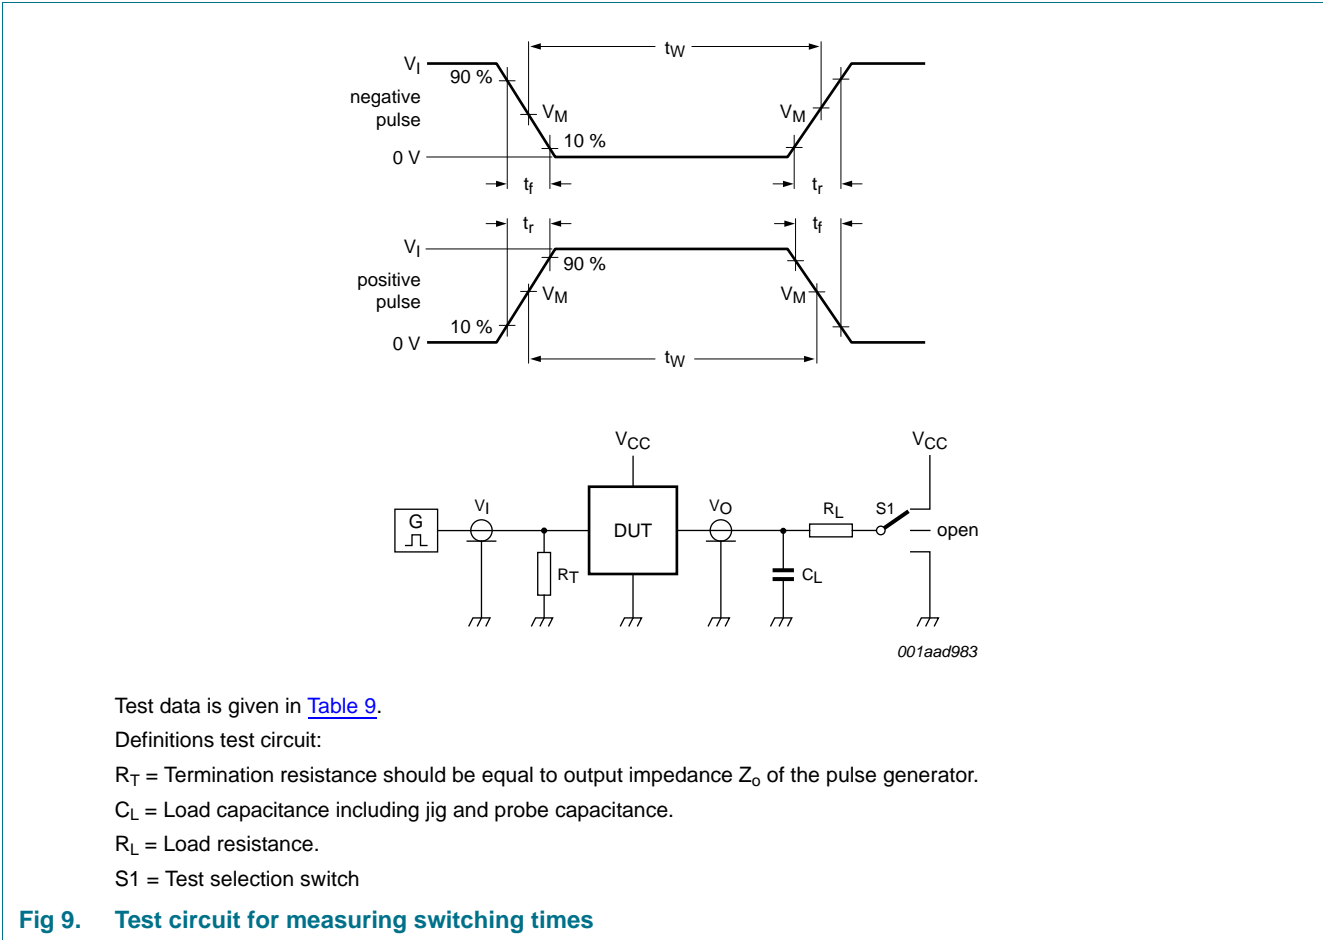 tW
VI
90 %
negative
pulse
VM
VM
10 %
0 V
tf
tr
tr
tf
VI
90 %
positive
pulse
VM
VM
10 %
0 V
tW
VCC
VCC
G
VI
DUT
VO
RL
S1
open
RT
CL
001aad983
Test data is given in Table 9.
Definitions test circuit:
RT = Termination resistance should be equal to output impedance Zo of the pulse generator.
CL = Load capacitance including jig and probe capacitance.
RL = Load resistance.
S1 = Test selection switch
Fig 9. Test circuit for measuring switching times